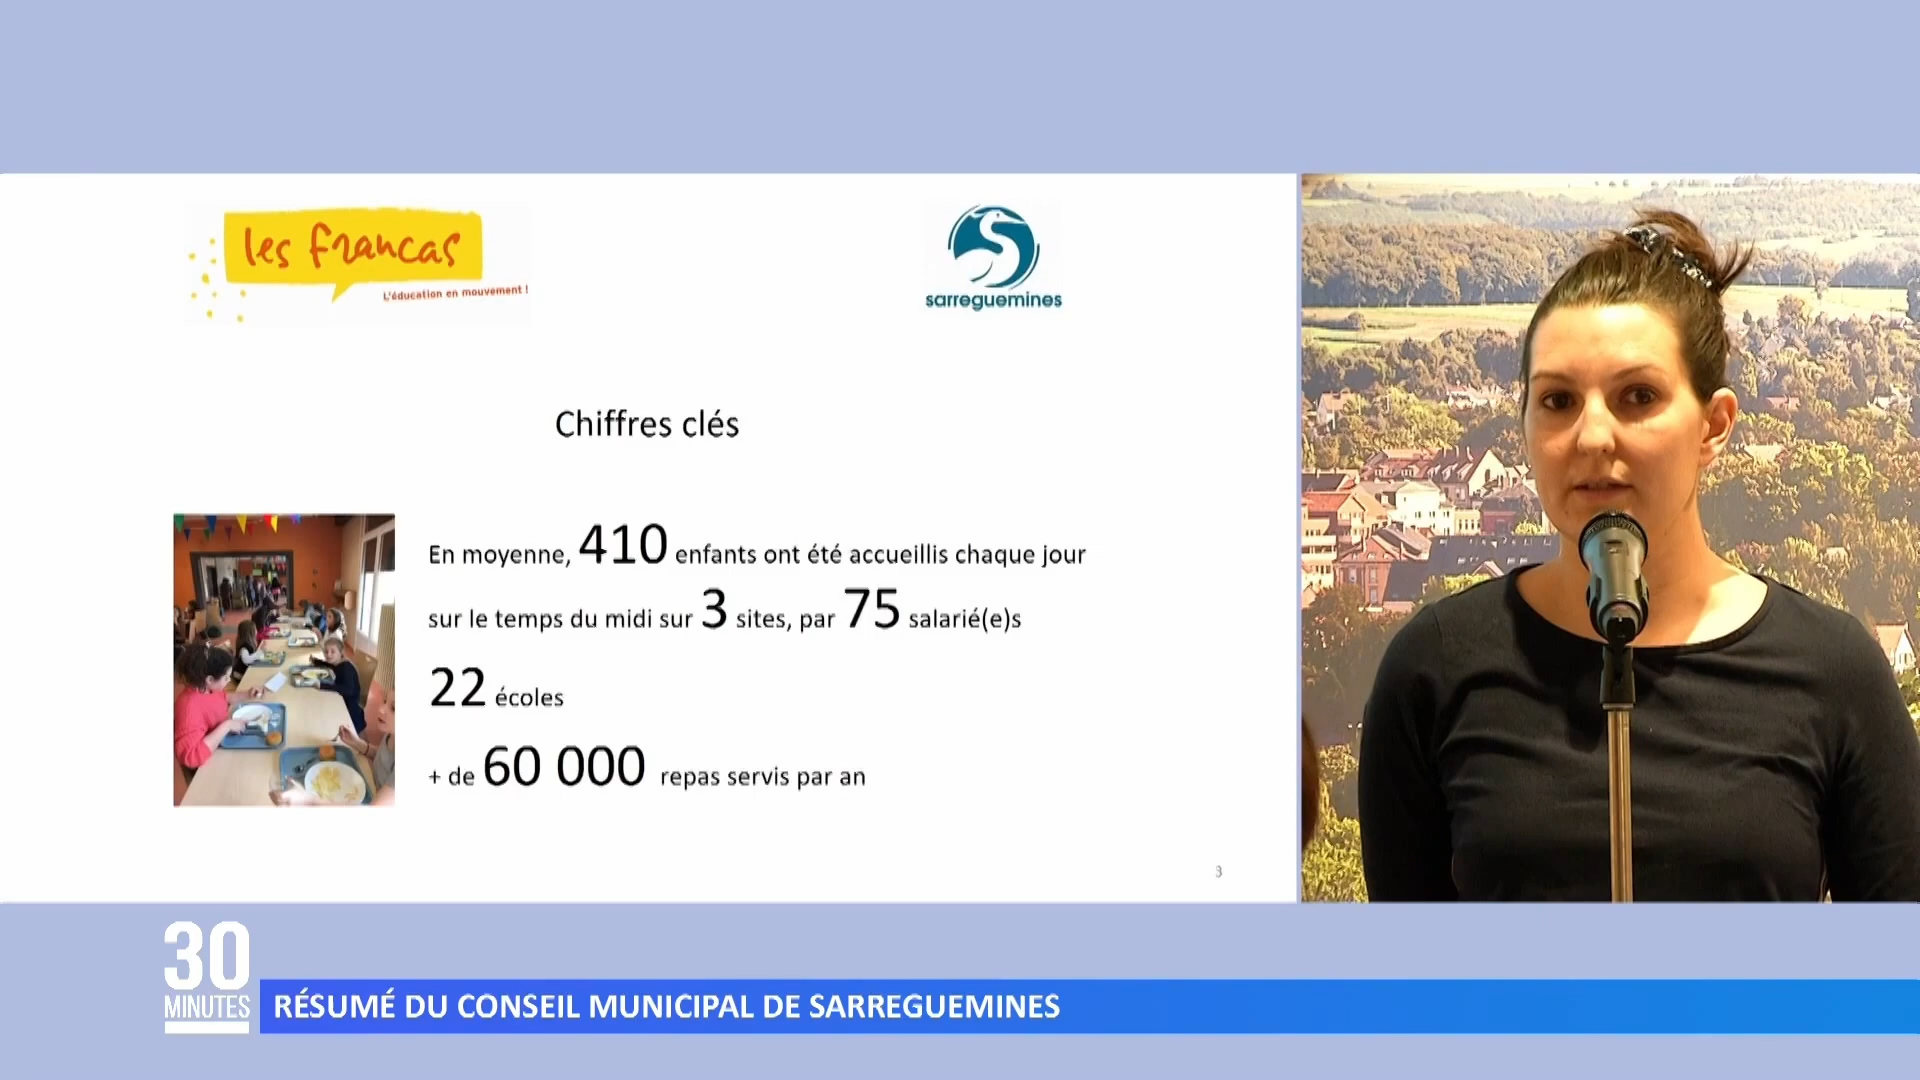 les francas
L'éducation en mouvement !
sarreguemines
Chiffres clés
En moyenne, 410 enfants ont été accueillis chaque jour
sur le temps du midi sur 3 sites, par 75 salarié(e)s
22 écoles
+ de 60 000 repas servis par an
3
30
MINUTES
RÉSUMÉ DU CONSEIL MUNICIPAL DE SARREGUEMINES